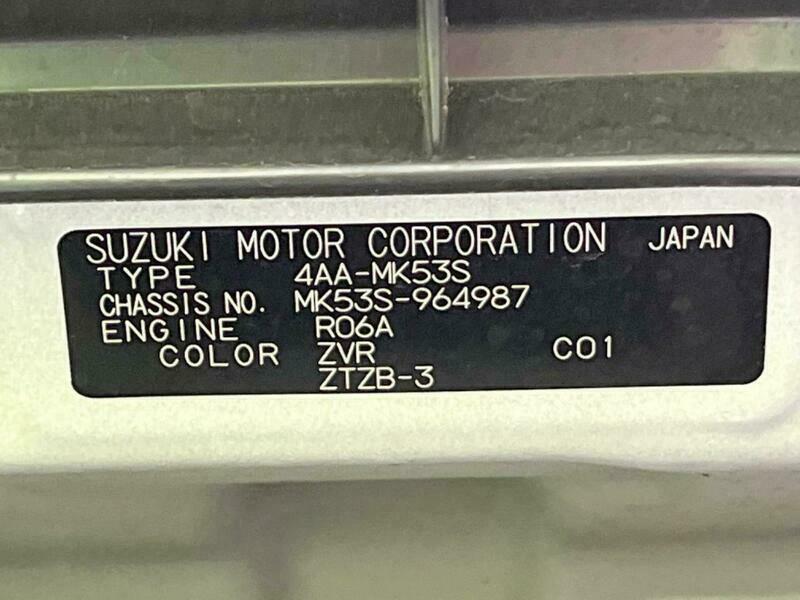 SUZUKI MOTOR CORPORATION JAPAN
TYPE 4AA-MK53S
CHASSIS NO. MK53S-964987
ENGINE R06A
COLOR ZVR C01
ZTZB-3